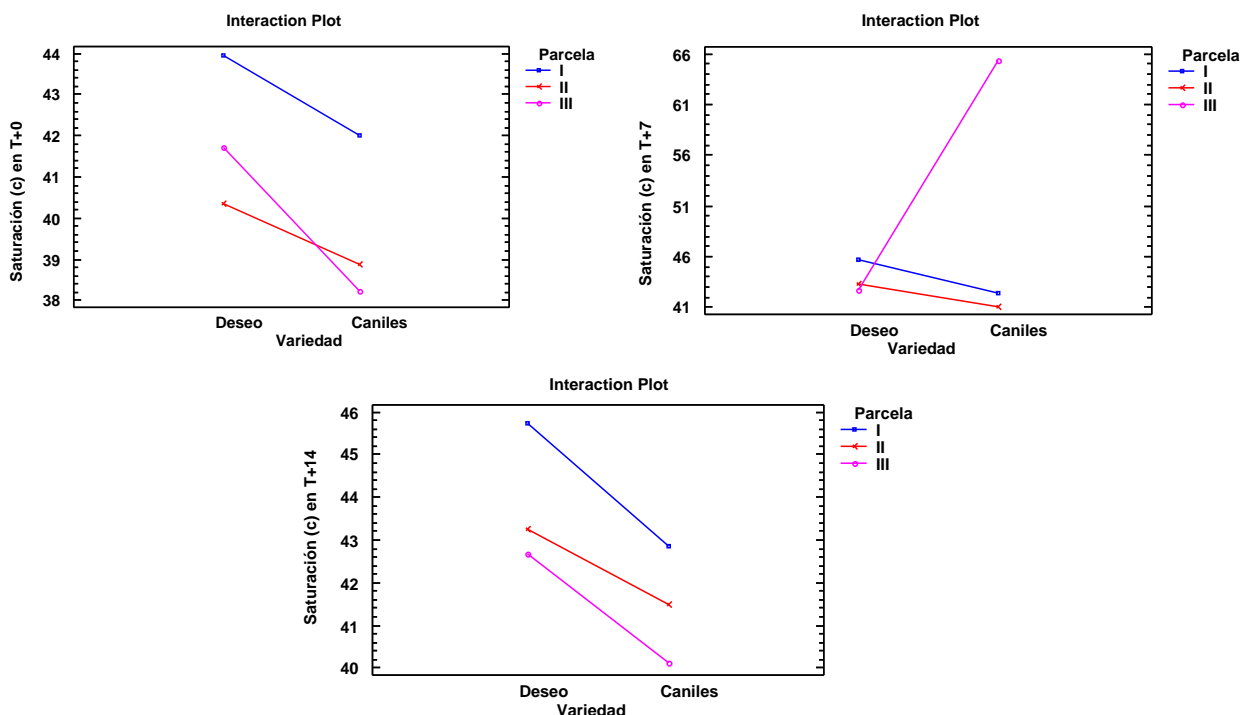 Interaction Plot
Saturación (c) en T+0
44
43
42
41
40
39
38
Deseo Caniles
Variedad
Parcela
I
II
III
Interaction Plot
Saturación (c) en T+7
66
61
56
51
46
41
Deseo Caniles
Variedad
Parcela
I
II
III
Interaction Plot
Saturación (c) en T+14
46
45
44
43
42
41
40
Deseo Caniles
Variedad
Parcela
I
II
III